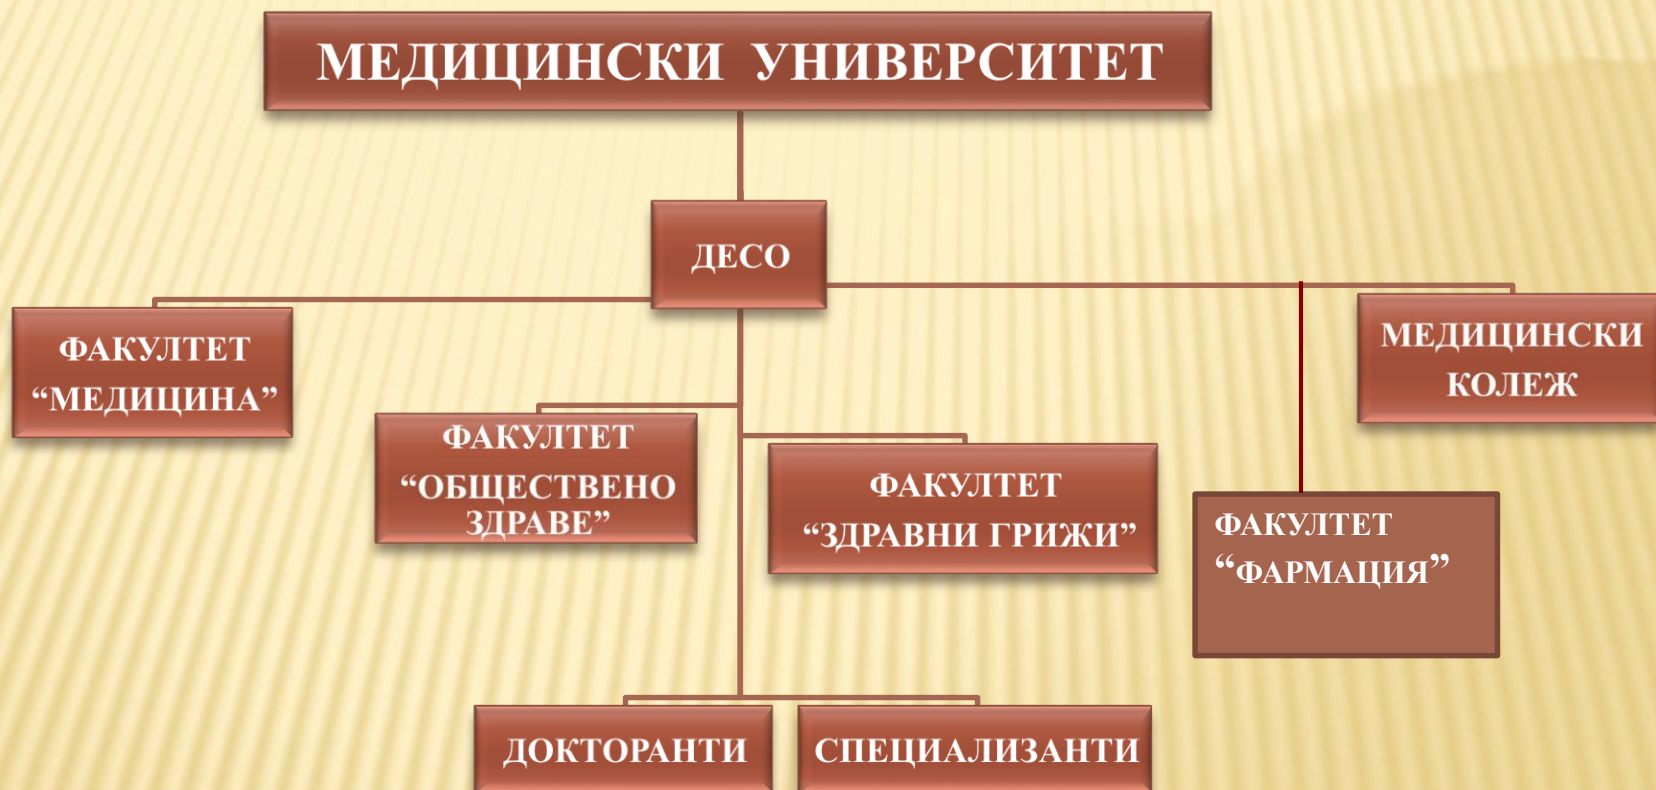 МЕДИЦИНСКИ УНИВЕРСИТЕТ
ДЕСО
ФАКУЛТЕТ
“МЕДИЦИНА”
ФАКУЛТЕТ
“ОБЩЕСТВЕНО
ЗДРАВЕ”
ФАКУЛТЕТ
“ЗДРАВНИ ГРИЖИ”
ФАКУЛТЕТ
“ФАРМАЦИЯ”
МЕДИЦИНСКИ
КОЛЕЖ
ДОКТОРАНТИ
СПЕЦИАЛИЗАНТИ